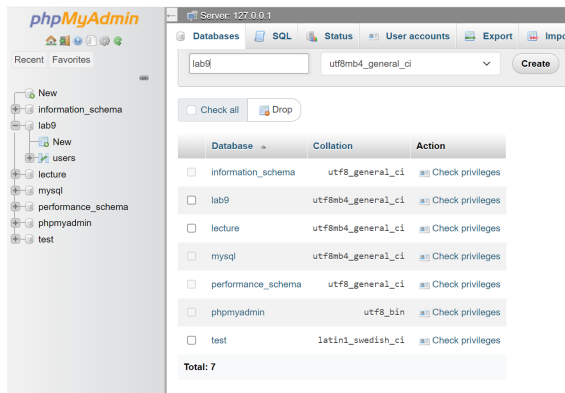 phpMyAdmin
Recent Favorites
New
information_schema
lab9
New
users
lecture
mysql
performance_schema
phpmyadmin
test
Server: 127.0.0.1
Databases SQL Status User accounts Export Impo
lab9 utf8mb4_general_ci Create
Check all Drop
Database Collation Action
information_schema utf8_general_ci Check privileges
lab9 utf8mb4_general_ci Check privileges
lecture utf8mb4_general_ci Check privileges
mysql utf8mb4_general_ci Check privileges
performance_schema utf8_general_ci Check privileges
phpmyadmin utf8_bin Check privileges
test latin1_swedish_ci Check privileges
Total: 7